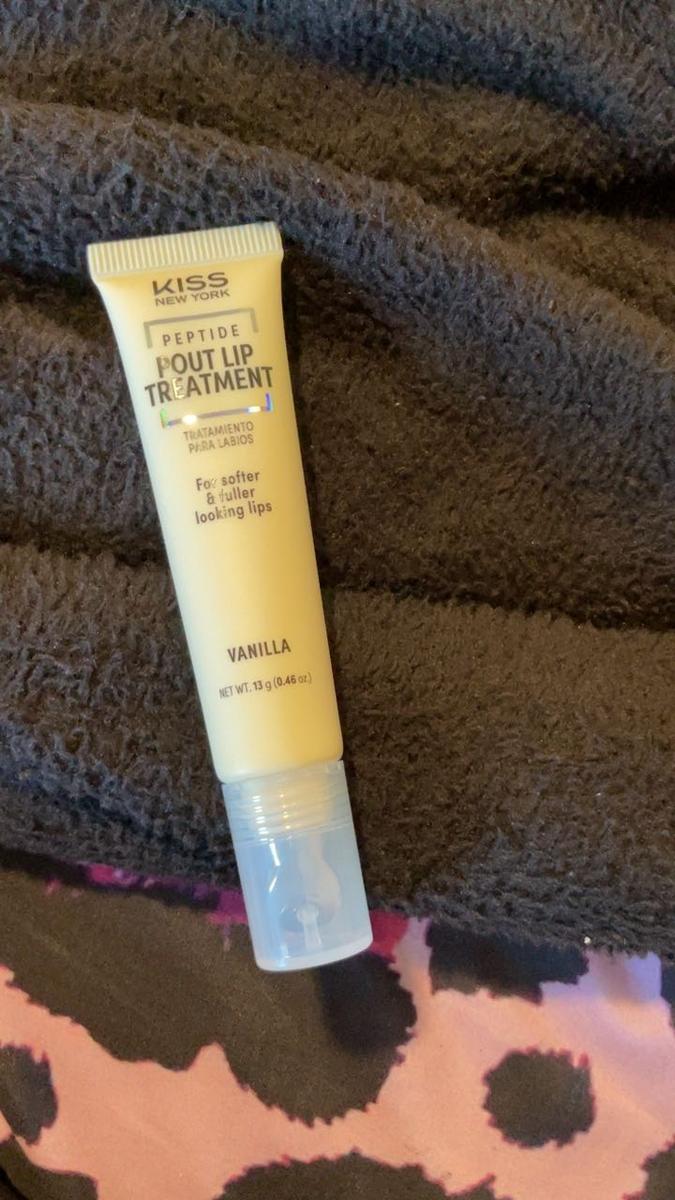 KISS
NEW YORK
PEPTIDE
POUT LIP
TREATMENT
TRATAMIENTO
PARA LABIOS
For softer
& fuller
looking lips
VANILLA
NET WT. 13 g (0.46 oz.)